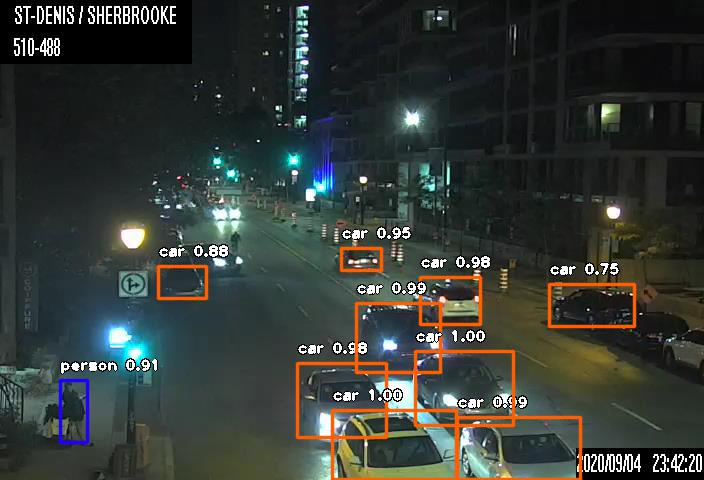 ST-DENIS / SHERBROOKE
510-488
car 0.95
car 0.88
car 0.98
car 0.75
car 0.99
car 1.00
car 0.98
person 0.91
car 1.00
car 0.99
COIFFURE
2020/09/04 23:42:20